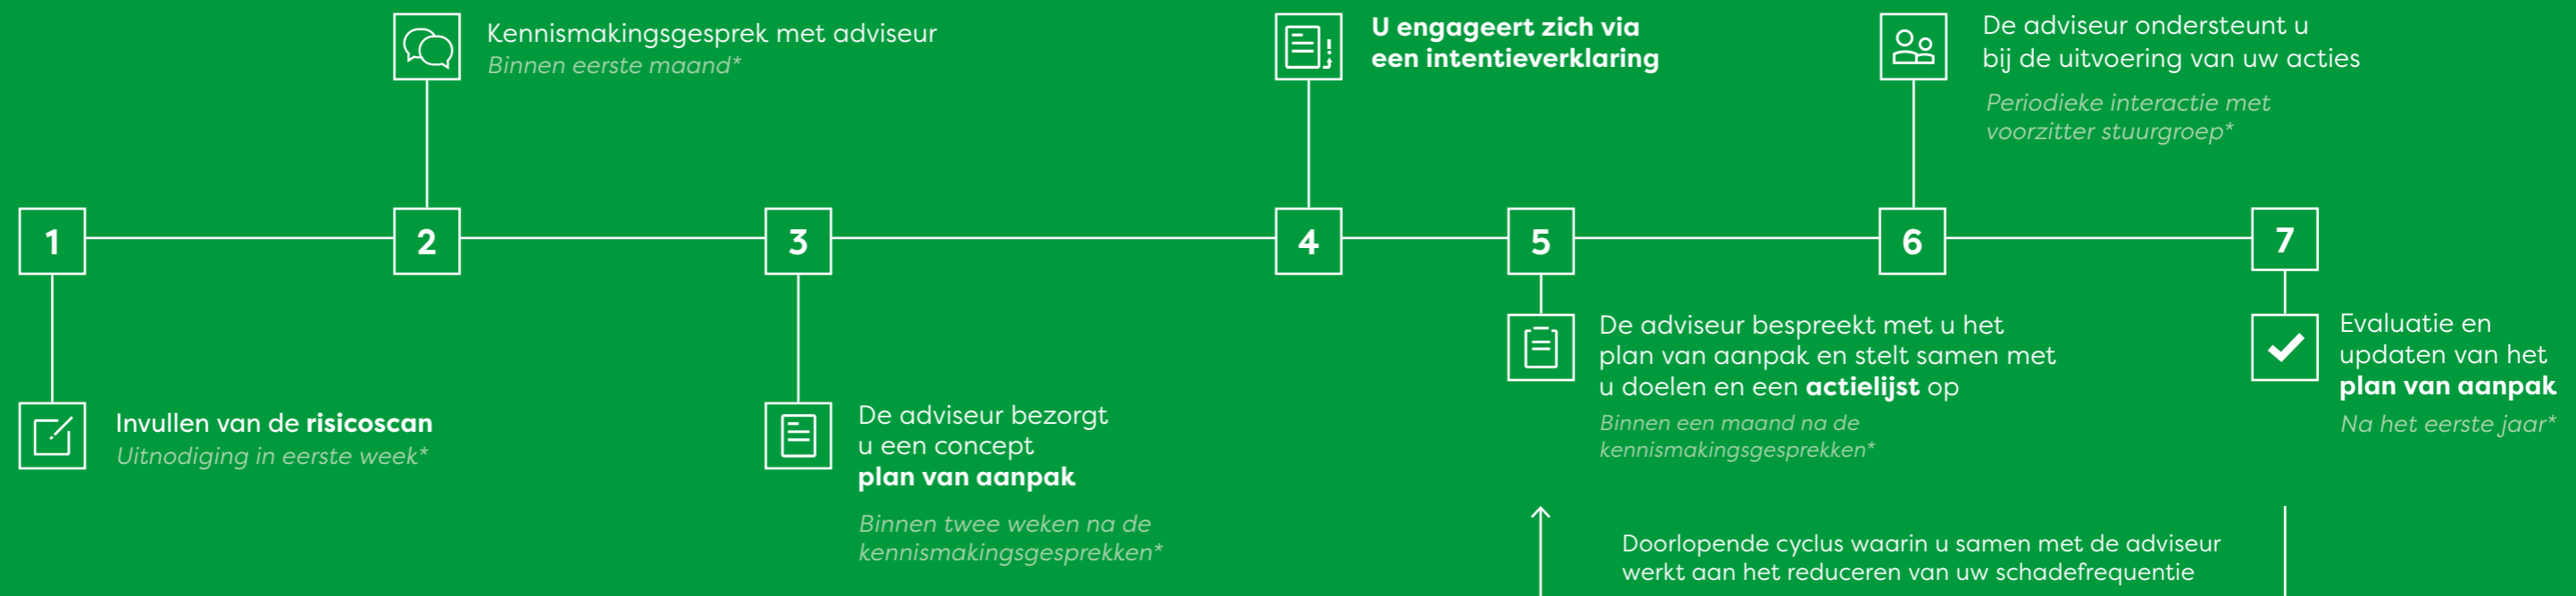 Kennismakingsgesprek met adviseur
Binnen eerste maand*
U engageert zich via
een intentieverklaring
De adviseur ondersteunt u
bij de uitvoering van uw acties
Periodieke interactie met
voorzitter stuurgroep*
1
2
3
4
5
6
7
Invullen van de risicoscan
Uitnodiging in eerste week*
De adviseur bezorgt
u een concept
plan van aanpak
Binnen twee weken na de
kennismakingsgesprekken*
De adviseur bespreekt met u het
plan van aanpak en stelt samen met
u doelen en een actielijst op
Binnen een maand na de
kennismakingsgesprekken*
Evaluatie en
updaten van het
plan van aanpak
Na het eerste jaar*
Doorlopende cyclus waarin u samen met de adviseur
werkt aan het reduceren van uw schadefrequentie